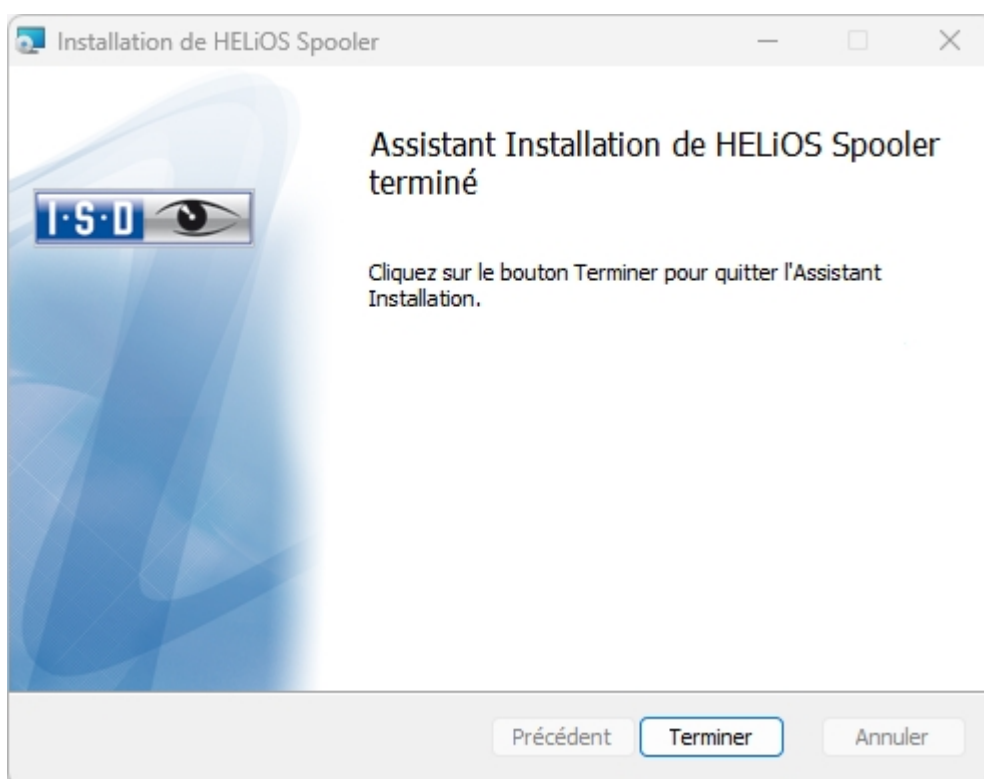 Installation de HELiOS Spooler
Assistant Installation de HELiOS Spooler
terminé
I·S·D
Cliquez sur le bouton Terminer pour quitter l'Assistant
Installation.
Précédent
Terminer
Annuler